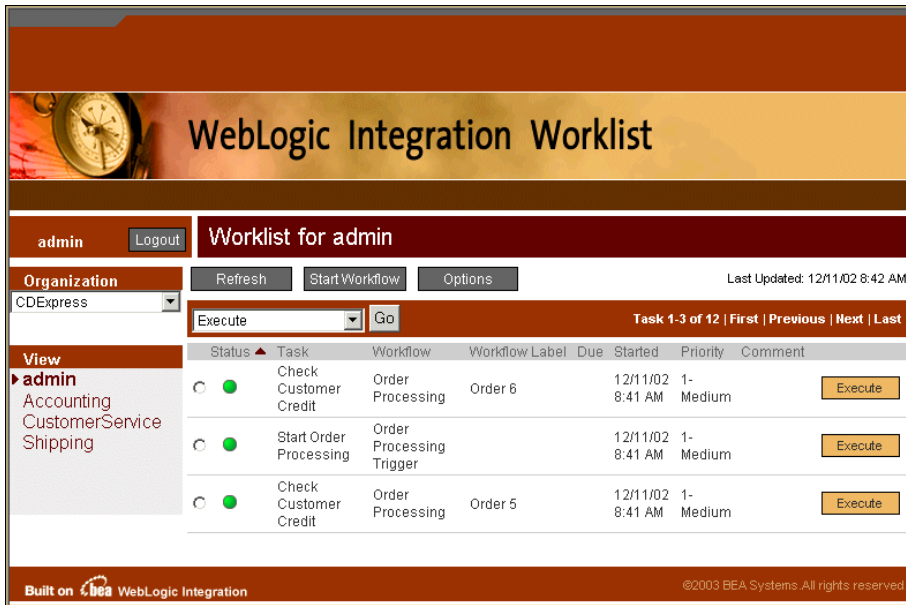 WebLogic Integration Worklist
admin
Logout
Worklist for admin
Organization
CDExpress
Refresh
Start Workflow
Options
Last Updated: 12/11/02 8:42 AM
Execute
Go
Task 1-3 of 12 | First | Previous | Next | Last
View
admin
Accounting
CustomerService
Shipping
Status Task Workflow Workflow Label Due Started Priority Comment
Check
Customer
Credit
Order
Processing
Order 6
12/11/02
8:41 AM
1-
Medium
Execute
Start Order
Processing
Order
Processing
Trigger
12/11/02
8:41 AM
1-
Medium
Execute
Check
Customer
Credit
Order
Processing
Order 5
12/11/02
8:41 AM
1-
Medium
Execute
Built on bea WebLogic Integration
©2003 BEA Systems.All rights reserved